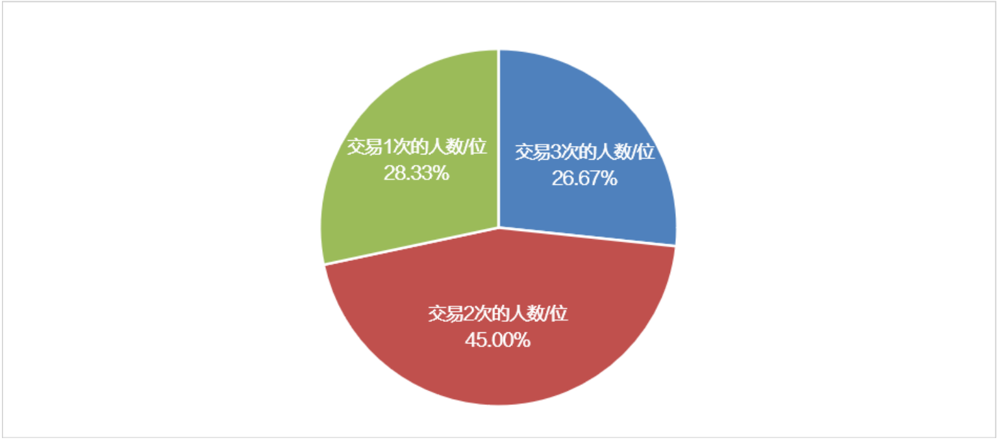 交易1次的人数/位
28.33%
交易3次的人数/位
26.67%
交易2次的人数/位
45.00%